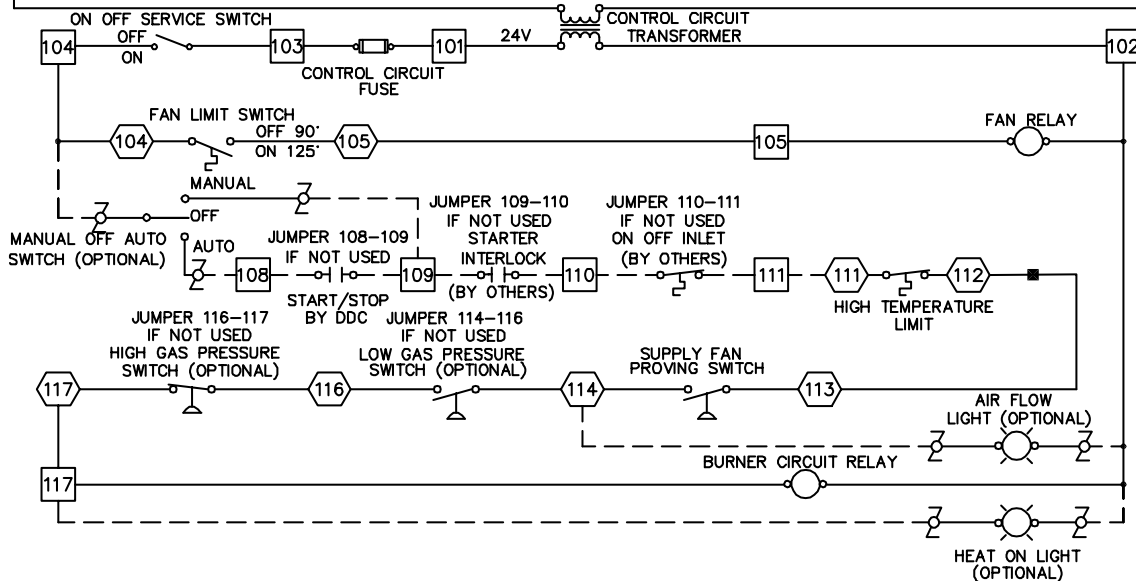 ON OFF SERVICE SWITCH
CONTROL CIRCUIT
TRANSFORMER
104
OFF
ON
103
101
24V
102
CONTROL CIRCUIT
FUSE
FAN LIMIT SWITCH
104
OFF 90°
ON 125°
105
105
FAN RELAY
MANUAL
OFF
AUTO
MANUAL OFF AUTO
SWITCH (OPTIONAL)
108
JUMPER 108-109
IF NOT USED
START/STOP
BY DDC
109
JUMPER 109-110
IF NOT USED
STARTER
INTERLOCK
(BY OTHERS)
110
JUMPER 110-111
IF NOT USED
ON OFF INLET
(BY OTHERS)
111
111
112
HIGH TEMPERATURE
LIMIT
117
JUMPER 116-117
IF NOT USED
HIGH GAS PRESSURE
SWITCH (OPTIONAL)
116
JUMPER 114-116
IF NOT USED
LOW GAS PRESSURE
SWITCH (OPTIONAL)
114
SUPPLY FAN
PROVING SWITCH
113
AIR FLOW
LIGHT (OPTIONAL)
117
BURNER CIRCUIT RELAY
HEAT ON LIGHT
(OPTIONAL)